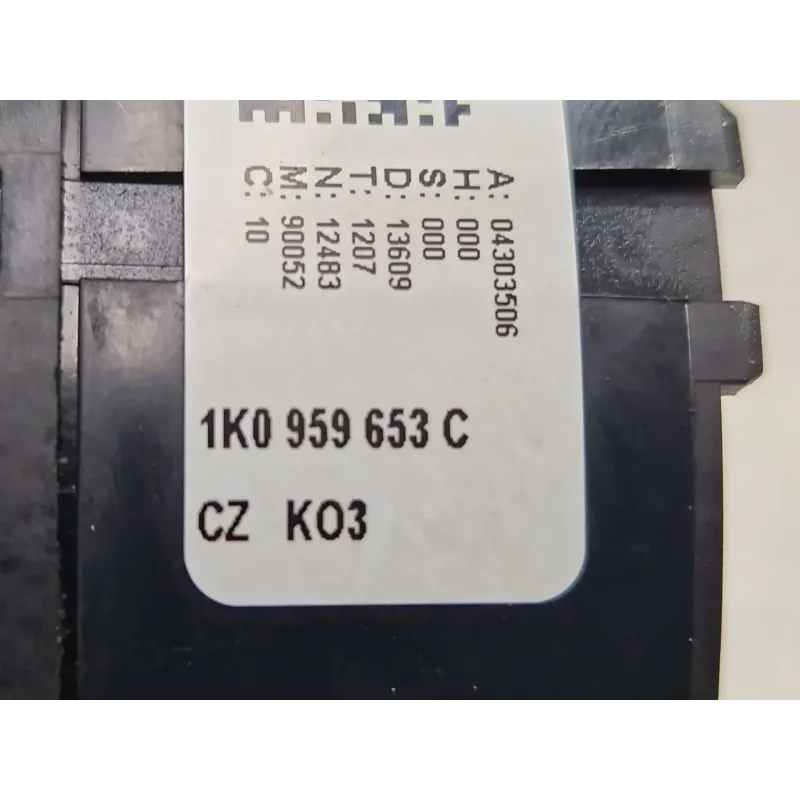 A: 04303506
H: 000
S: 000
D: 13609
T: 1207
N: 12483
M: 90052
C: 10
1K0 959 653 C
CZ KO3